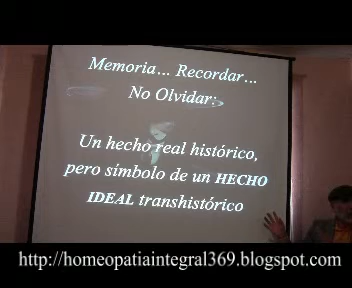 Memoria... Recordar...
No Olvidar:
Un hecho real histórico,
pero símbolo de un HECHO
IDEAL transhistórico
http://homeopatiaintegral369.blogspot.com